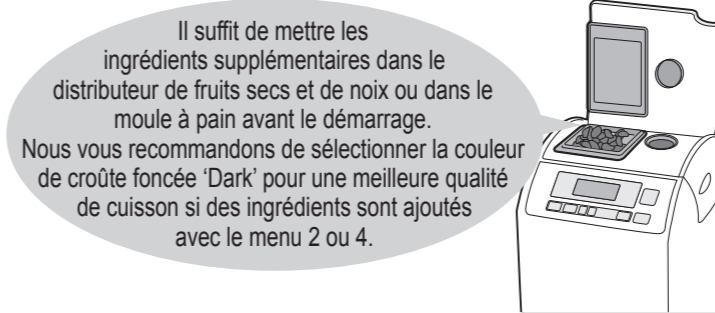 Il suffit de mettre les
ingrédients supplémentaires dans le
distributeur de fruits secs et de noix ou dans le
moule à pain avant le démarrage.
Nous vous recommandons de sélectionner la couleur
de croûte foncée ‘Dark’ pour une meilleure qualité
de cuisson si des ingrédients sont ajoutés
avec le menu 2 ou 4.